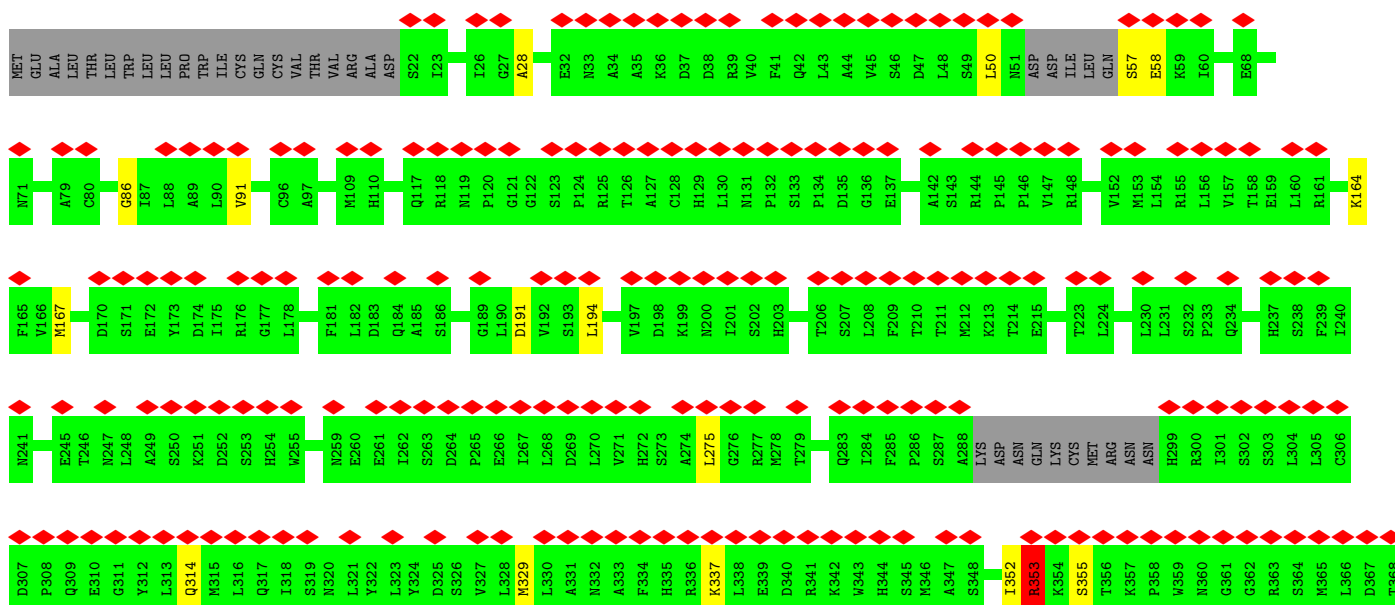 MET GLU ALA LEU THR LEU TRP LEU LEU PRO TRP ILE CYS GLN CYS VAL THR VAL ARG ALA ASP S22 I23 I26 G27 A28 E32 N33 A34 A35 K36 D37 D38 R39 V40 F41 Q42 L43 A44 V45 S46 D47 L48 S49 L50 N51 ASP ASP ILE LEU GLN S57 E58 K59 I60 E68
N71 A79 C80 G86 I87 L88 A89 L90 V91 C96 A97 M109 H110 Q117 R118 N119 P120 G121 G122 S123 P124 R125 T126 A127 C128 H129 L130 N131 P132 S133 P134 D135 G136 E137 A142 S143 R144 P145 P146 V147 R148 V152 M153 L154 R155 L156 V157 T158 E159 L160 R161 K164
F165 V166 M167 D170 S171 E172 Y173 D174 I175 R176 G177 L178 F181 L182 D183 Q184 A185 S186 G189 L190 D191 V192 S193 L194 V197 D198 K199 N200 I201 S202 H203 T206 S207 L208 F209 T210 T211 M212 K213 T214 E215 T223 L224 L230 L231 S232 P233 Q234 H237 S238 F239 I240
N241 E245 T246 N247 L248 A249 S250 K251 D252 S253 H254 W255 N259 E260 E261 I262 S263 D264 P265 E266 I267 L268 D269 L270 V271 H272 S273 A274 L275 G276 R277 M278 T279 Q283 I284 F285 P286 S287 A288 LYS ASP ASN GLN LYS CYS MET ARG ASN ASN H299 R300 I301 S302 S303 L304 L305 C306
D307 P308 Q309 E310 G311 Y312 L313 Q314 M315 L316 Q317 I318 S319 N320 L321 Y322 L323 Y324 D325 S326 V327 L328 M329 L330 A331 N332 A333 F334 H335 R336 K337 L338 E339 D340 R341 K342 W343 H344 S345 M346 A347 S348 I352 R353 K354 S355 T356 K357 P358 W359 N360 G361 G362 R363 S364 M365 L366 D367